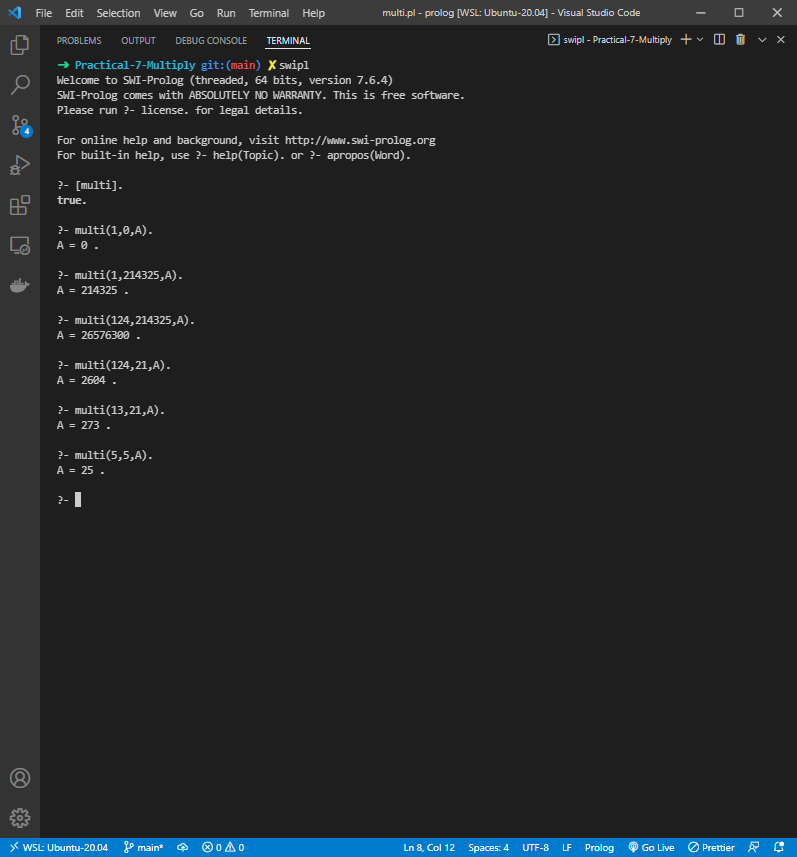 File Edit Selection View Go Run Terminal Help multi.pl - prolog [WSL: Ubuntu-20.04] - Visual Studio Code
PROBLEMS OUTPUT DEBUG CONSOLE TERMINAL swipl - Practical-7-Multiply
➜ Practical-7-Multiply git:(main) ✗ swipl
Welcome to SWI-Prolog (threaded, 64 bits, version 7.6.4)
SWI-Prolog comes with ABSOLUTELY NO WARRANTY. This is free software.
Please run ?- license. for legal details.
For online help and background, visit http://www.swi-prolog.org
For built-in help, use ?- help(Topic). or ?- apropos(Word).
?- [multi].
true.
?- multi(1,0,A).
A = 0 .
?- multi(1,214325,A).
A = 214325 .
?- multi(124,214325,A).
A = 26576300 .
?- multi(124,21,A).
A = 2604 .
?- multi(13,21,A).
A = 273 .
?- multi(5,5,A).
A = 25 .
?-
4
WSL: Ubuntu-20.04 main* 0 0 Ln 8, Col 12 Spaces: 4 UTF-8 LF Prolog Go Live Prettier